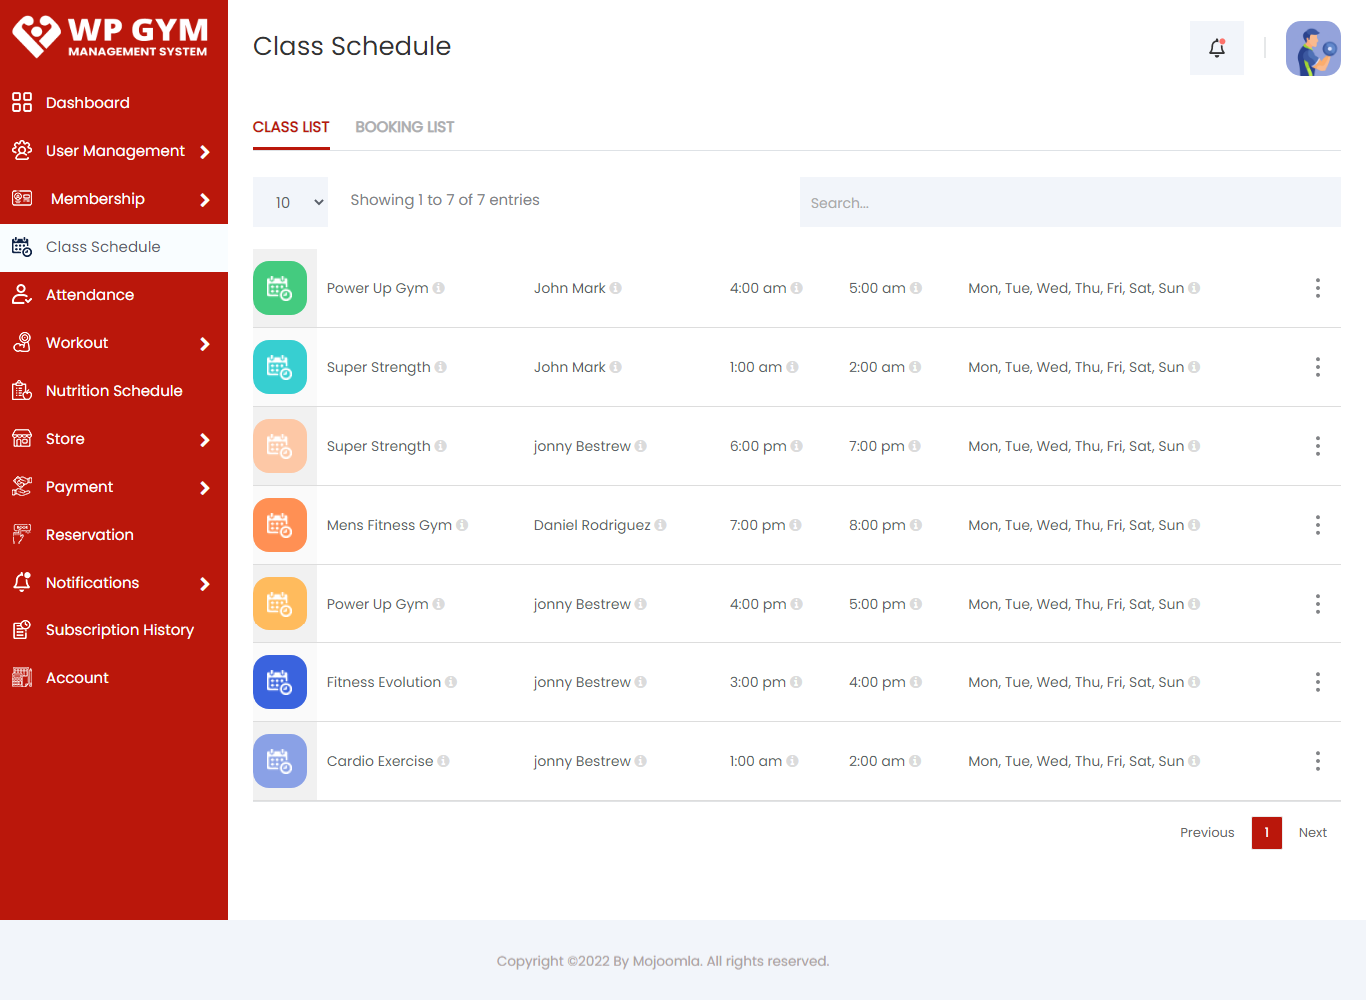 WP GYM
MANAGEMENT SYSTEM
Dashboard
User Management
Membership
Class Schedule
Attendance
Workout
Nutrition Schedule
Store
Payment
Reservation
Notifications
Subscription History
Account
Class Schedule
CLASS LIST BOOKING LIST
10 Showing 1 to 7 of 7 entries Search...
Power Up Gym John Mark 4:00 am 5:00 am Mon, Tue, Wed, Thu, Fri, Sat, Sun
Super Strength John Mark 1:00 am 2:00 am Mon, Tue, Wed, Thu, Fri, Sat, Sun
Super Strength jonny Bestrew 6:00 pm 7:00 pm Mon, Tue, Wed, Thu, Fri, Sat, Sun
Mens Fitness Gym Daniel Rodriguez 7:00 pm 8:00 pm Mon, Tue, Wed, Thu, Fri, Sat, Sun
Power Up Gym jonny Bestrew 4:00 pm 5:00 pm Mon, Tue, Wed, Thu, Fri, Sat, Sun
Fitness Evolution jonny Bestrew 3:00 pm 4:00 pm Mon, Tue, Wed, Thu, Fri, Sat, Sun
Cardio Exercise jonny Bestrew 1:00 am 2:00 am Mon, Tue, Wed, Thu, Fri, Sat, Sun
Previous 1 Next
Copyright ©2022 By Mojoomla. All rights reserved.